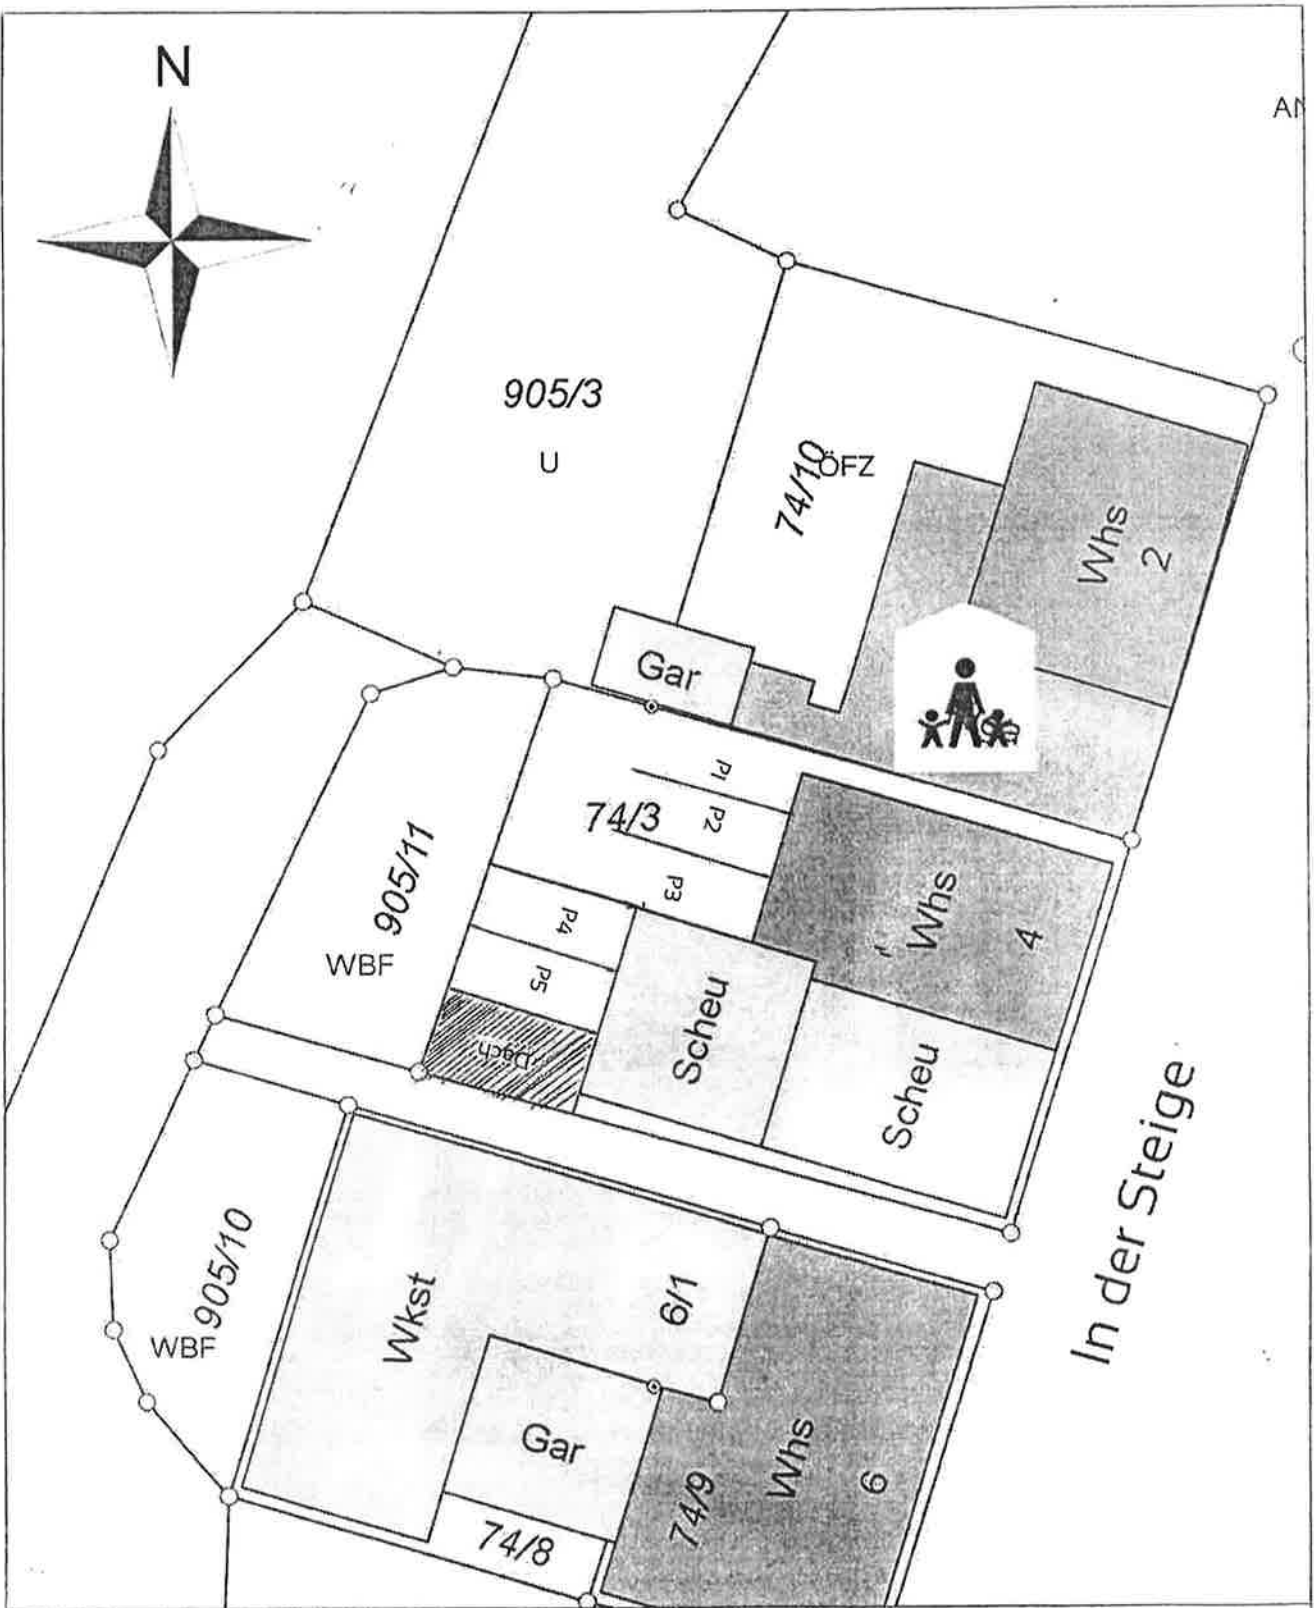 N
AN
905/3
U
74/10
ÖFZ
Whs
2
Gar
P1
74/3
P2
P3
905/11
WBF
P4
P5
Dach
Whs
4
Scheu
Scheu
In der Steige
905/10
WBF
Wkst
6/1
Gar
Whs
6
74/9
74/8